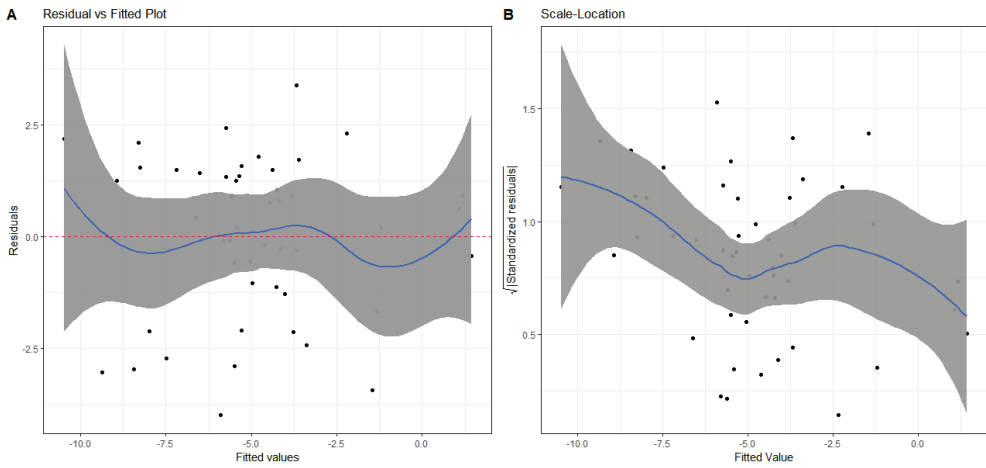 A
Residual vs Fitted Plot
Residuals
2.5
0.0
-2.5
-10.0 -7.5 -5.0 -2.5 0.0
Fitted values
B
Scale-Location
√|Standardized residuals|
1.5
1.0
0.5
-10.0 -7.5 -5.0 -2.5 0.0
Fitted Value